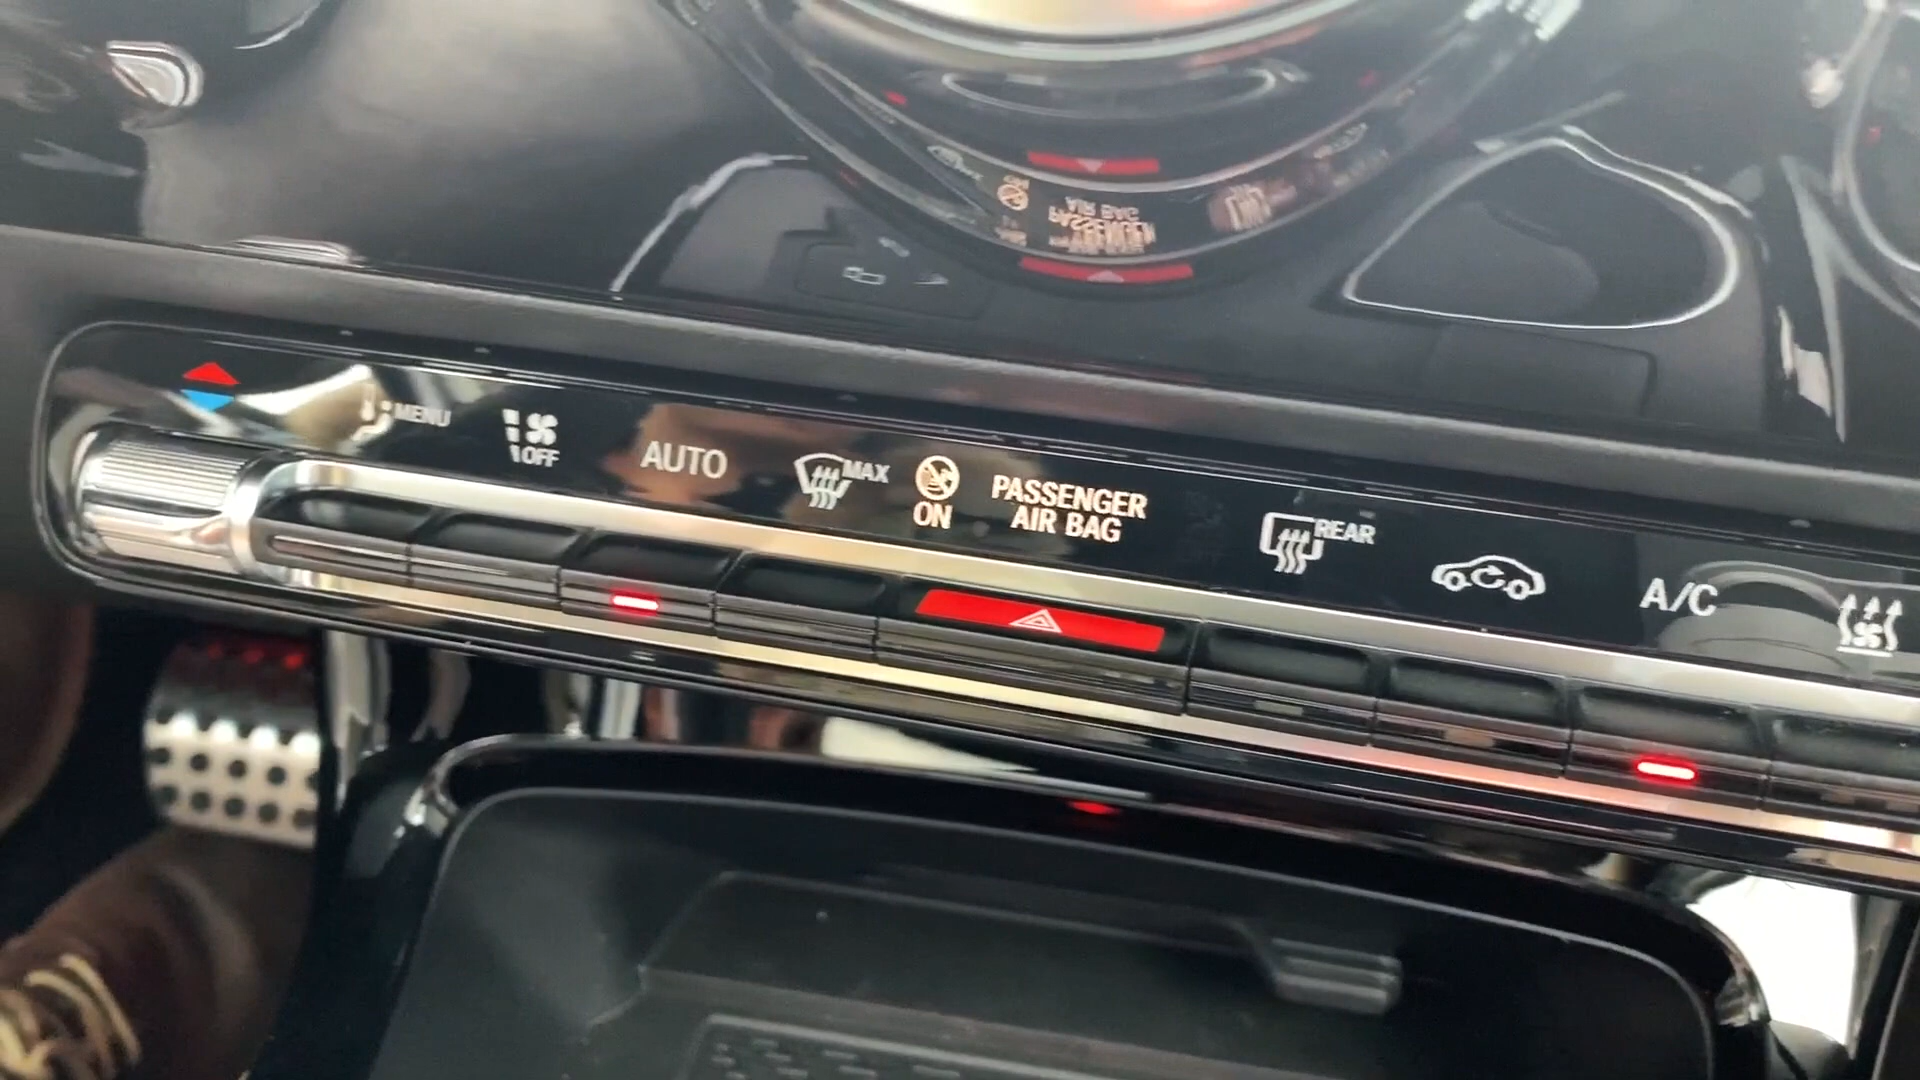 MENU
OFF
AUTO
MAX
ON
PASSENGER
AIR BAG
REAR
A/C